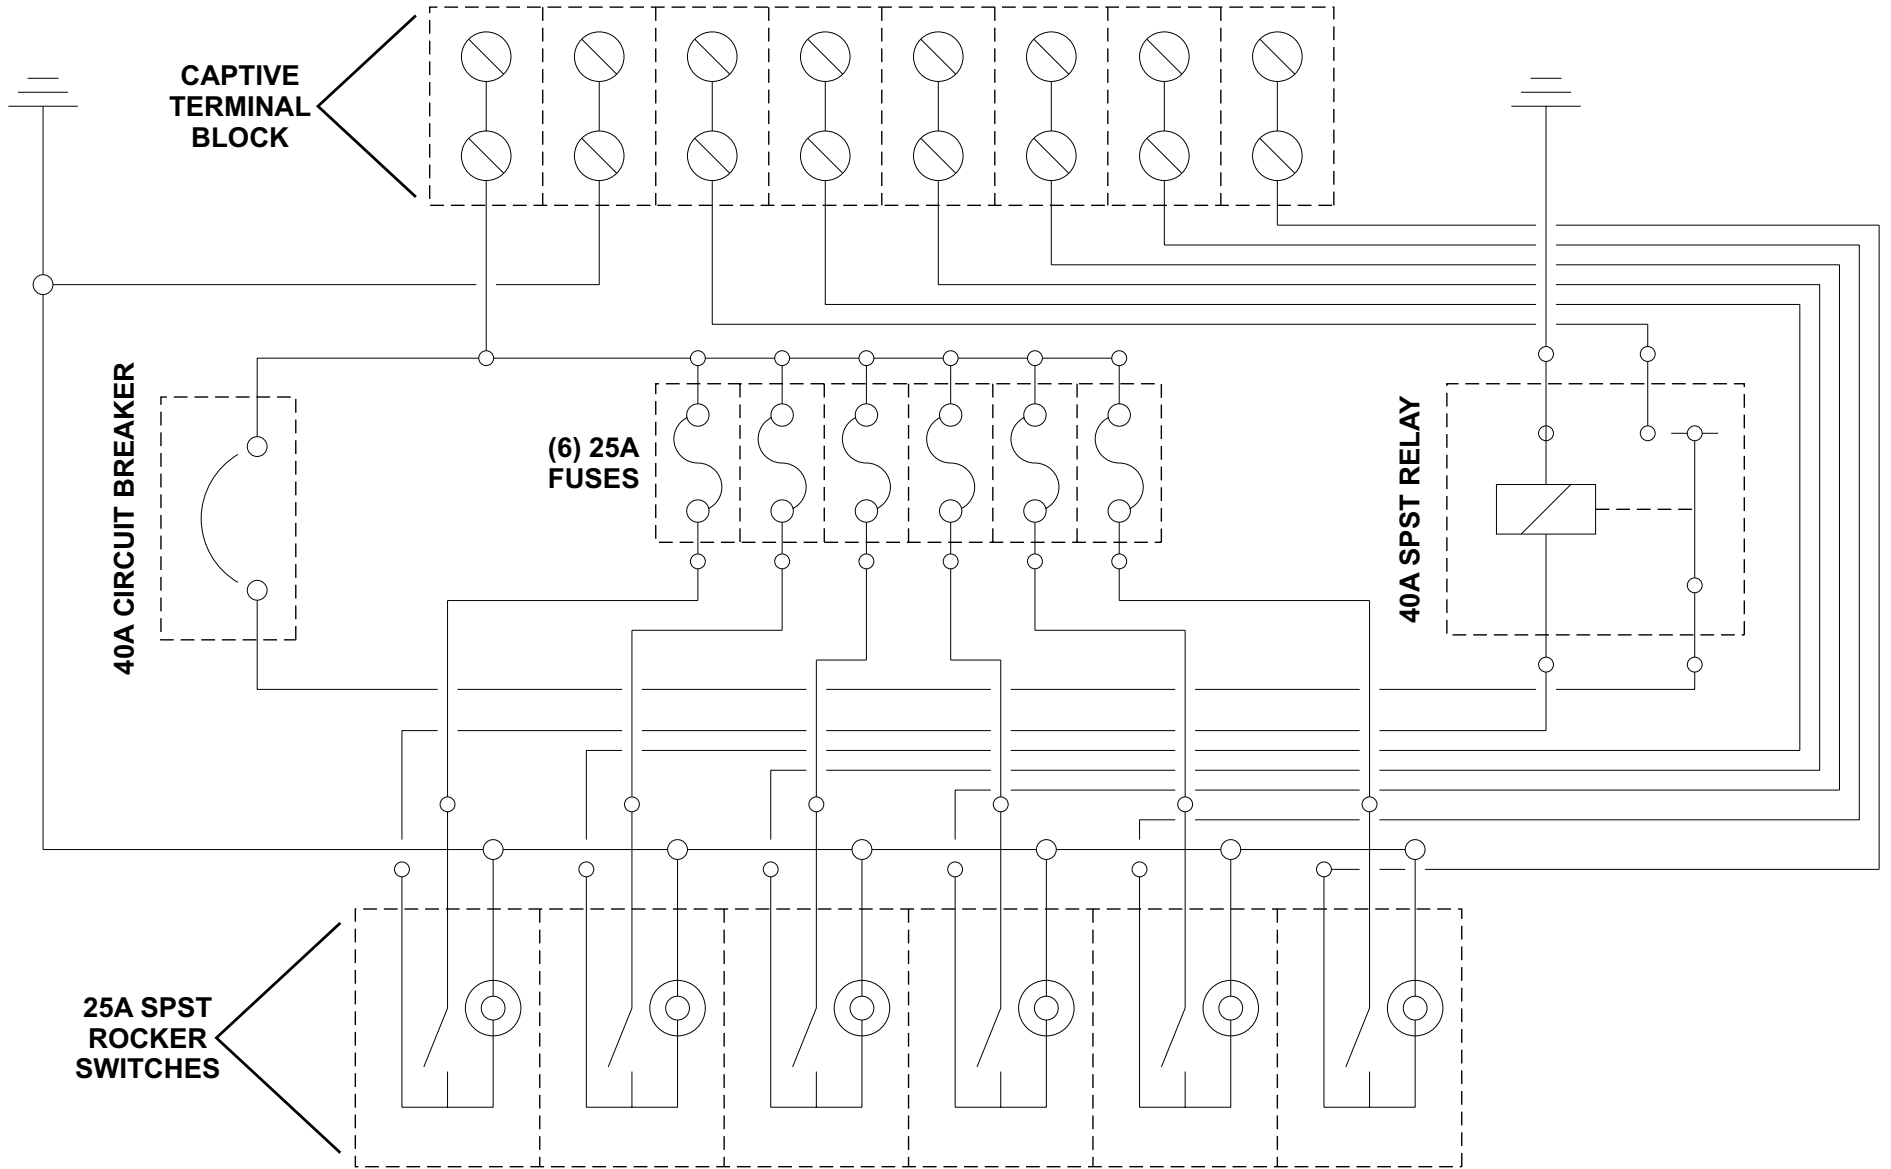 CAPTIVE
TERMINAL
BLOCK
40A CIRCUIT BREAKER
(6) 25A
FUSES
40A SPST RELAY
25A SPST
ROCKER
SWITCHES